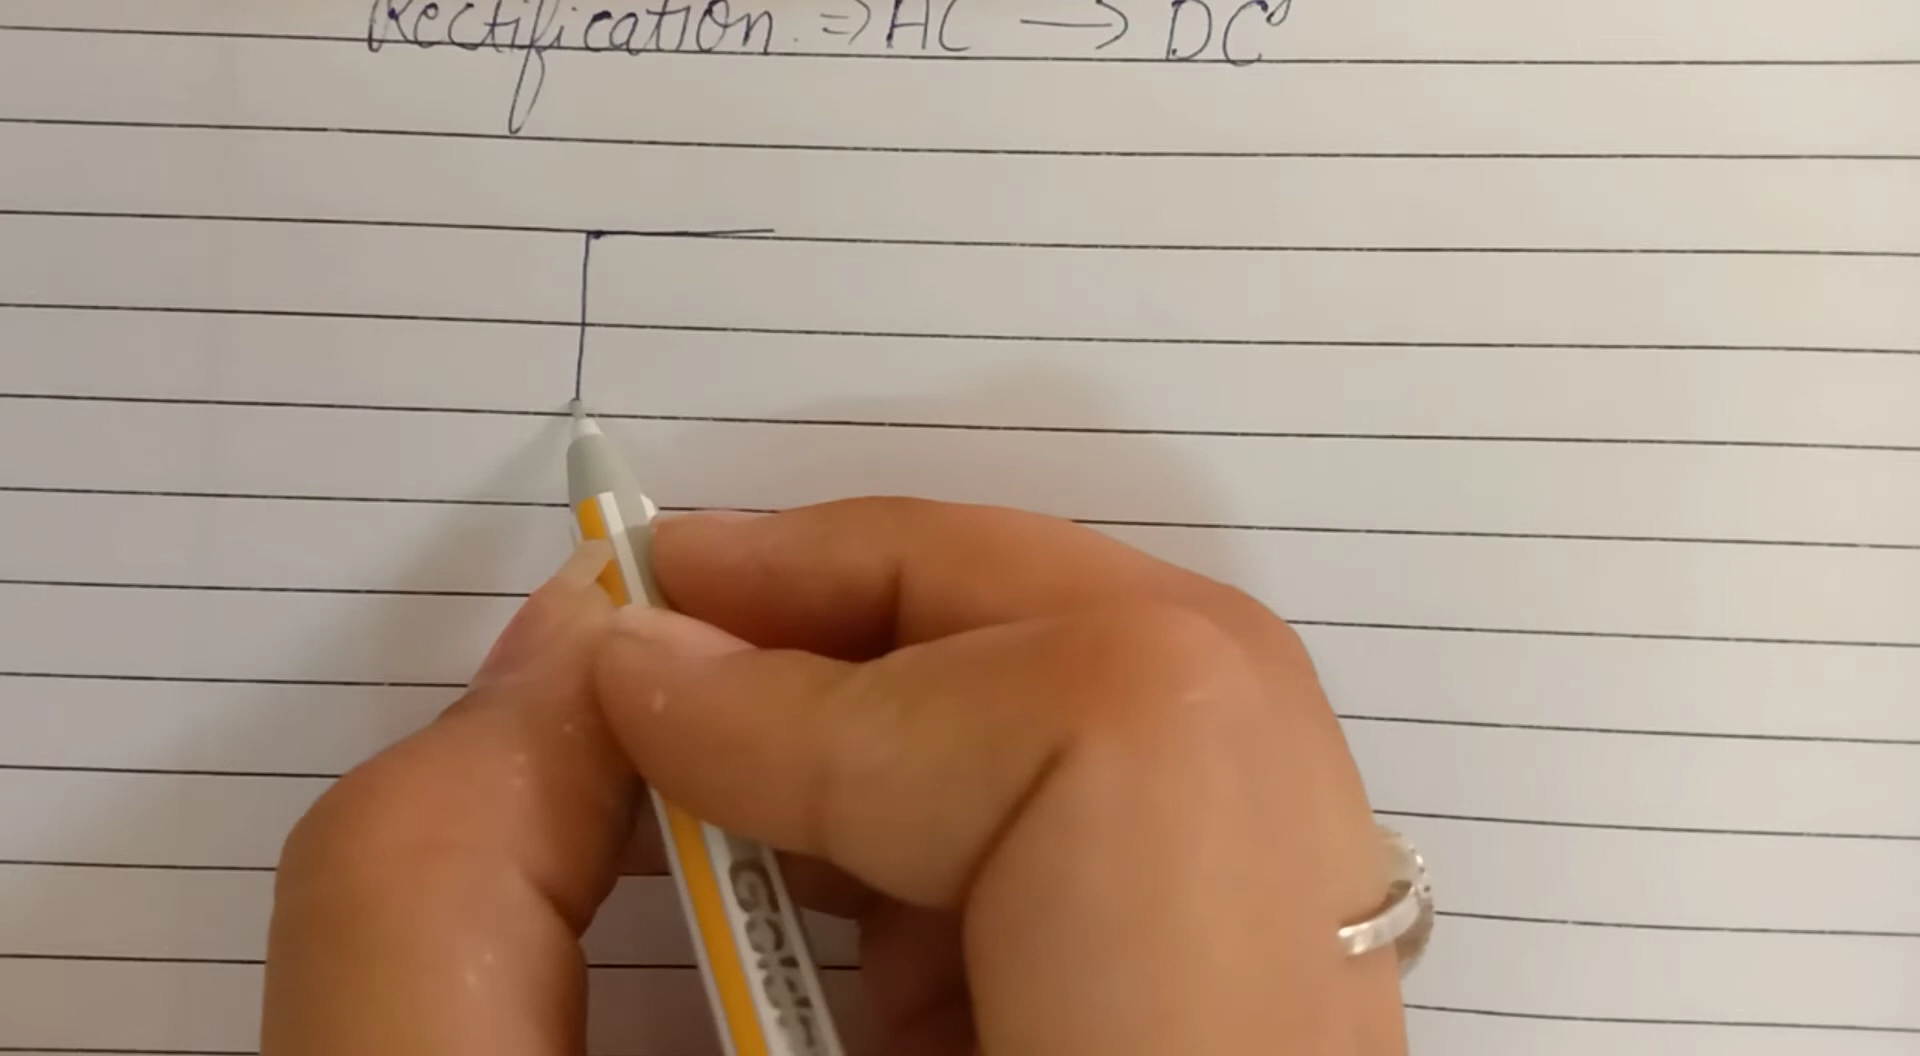 Rectification. ⇒ AC → DC